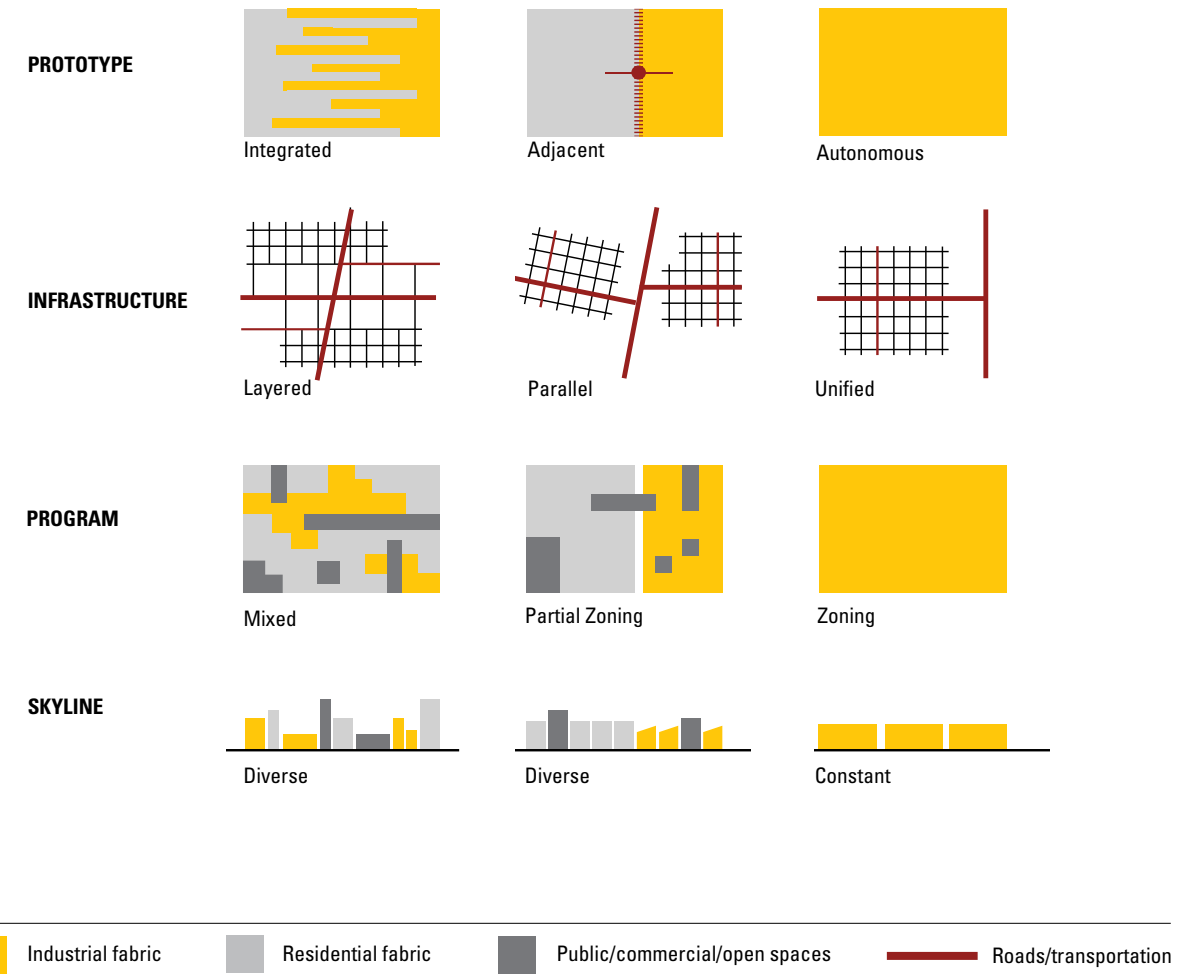 PROTOTYPE
Integrated
Adjacent
Autonomous
INFRASTRUCTURE
Layered
Parallel
Unified
PROGRAM
Mixed
Partial Zoning
Zoning
SKYLINE
Diverse
Diverse
Constant
Industrial fabric
Residential fabric
Public/commercial/open spaces
Roads/transportation